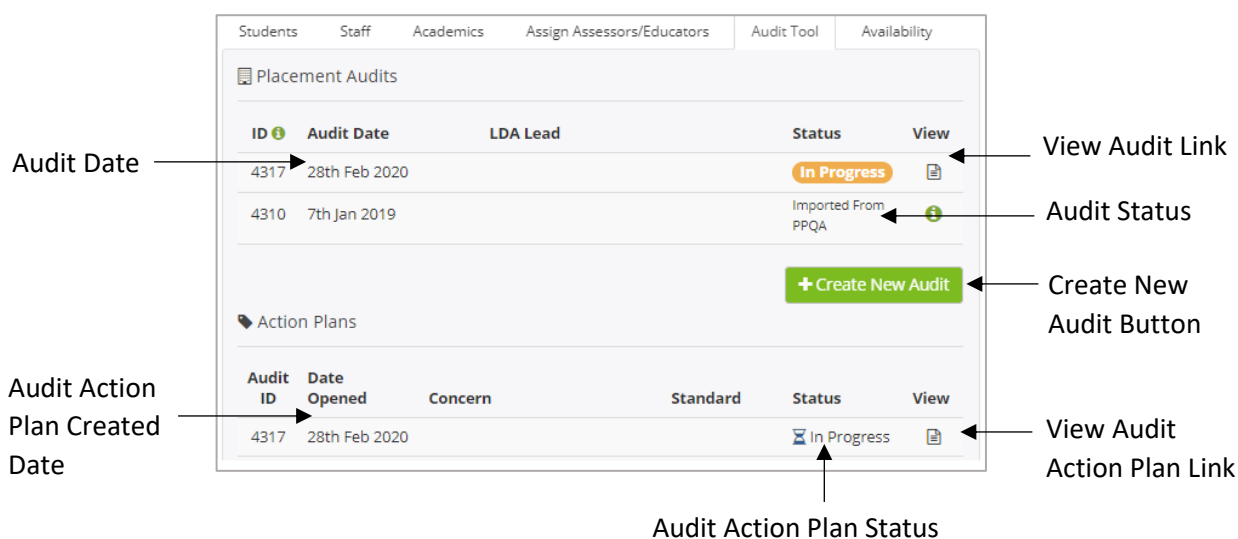 Students Staff Academics Assign Assessors/Educators Audit Tool Availability
Placement Audits
ID Audit Date LDA Lead Status View
4317 28th Feb 2020 In Progress
4310 7th Jan 2019 Imported From
PPQA
+ Create New Audit
Action Plans
Audit Date
ID Opened Concern Standard Status View
4317 28th Feb 2020 In Progress
Audit Date
Audit Action
Plan Created
Date
View Audit Link
Audit Status
Create New
Audit Button
View Audit
Action Plan Link
Audit Action Plan Status